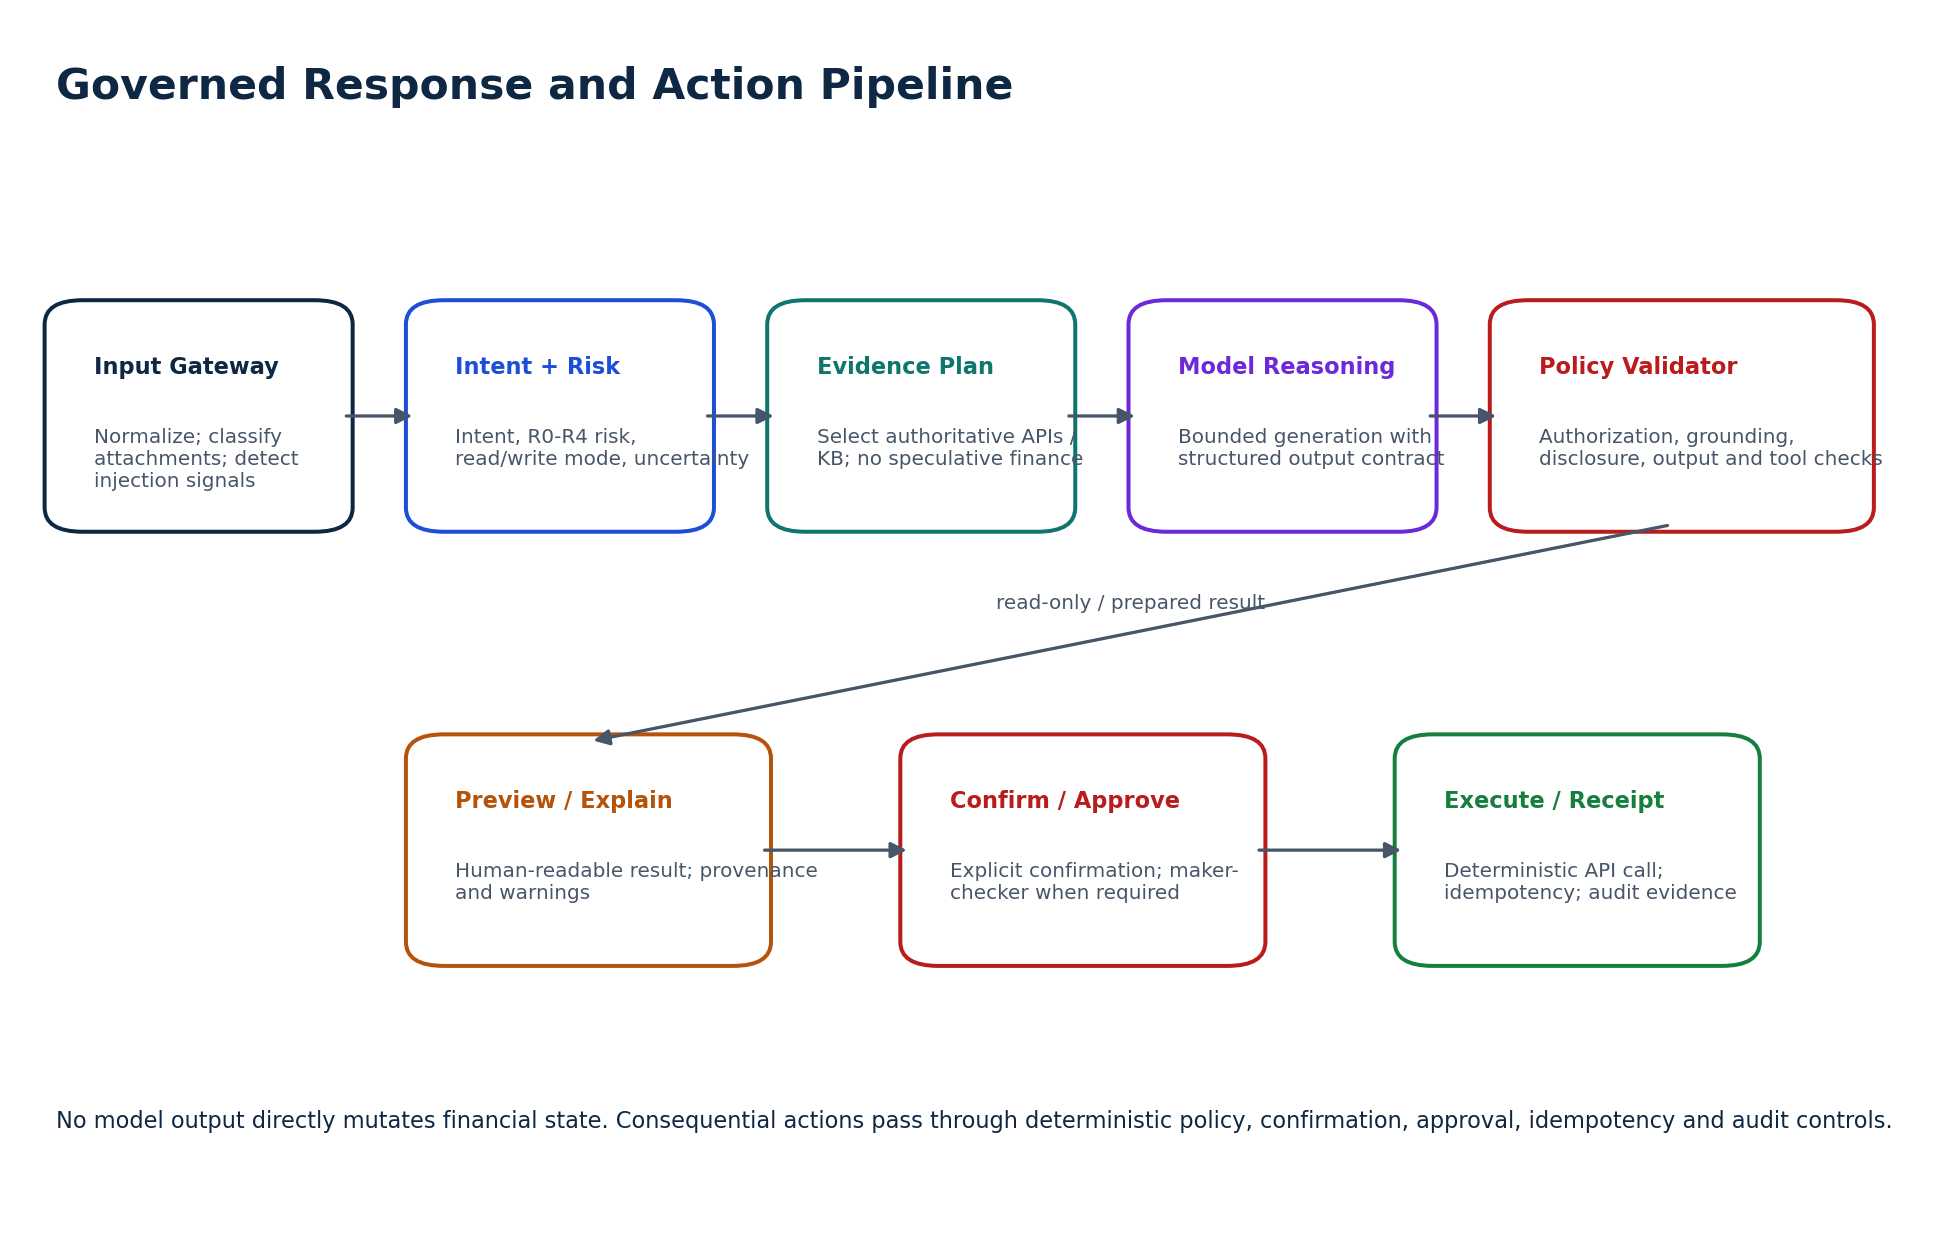 Governed Response and Action Pipeline
Input Gateway
Normalize; classify
attachments; detect
injection signals
Intent + Risk
Intent, R0-R4 risk,
read/write mode, uncertainty
Evidence Plan
Select authoritative APIs /
KB; no speculative finance
Model Reasoning
Bounded generation with
structured output contract
Policy Validator
Authorization, grounding,
disclosure, output and tool checks
read-only / prepared result
Preview / Explain
Human-readable result; provenance
and warnings
Confirm / Approve
Explicit confirmation; maker-
checker when required
Execute / Receipt
Deterministic API call;
idempotency; audit evidence
No model output directly mutates financial state. Consequential actions pass through deterministic policy, confirmation, approval, idempotency and audit controls.